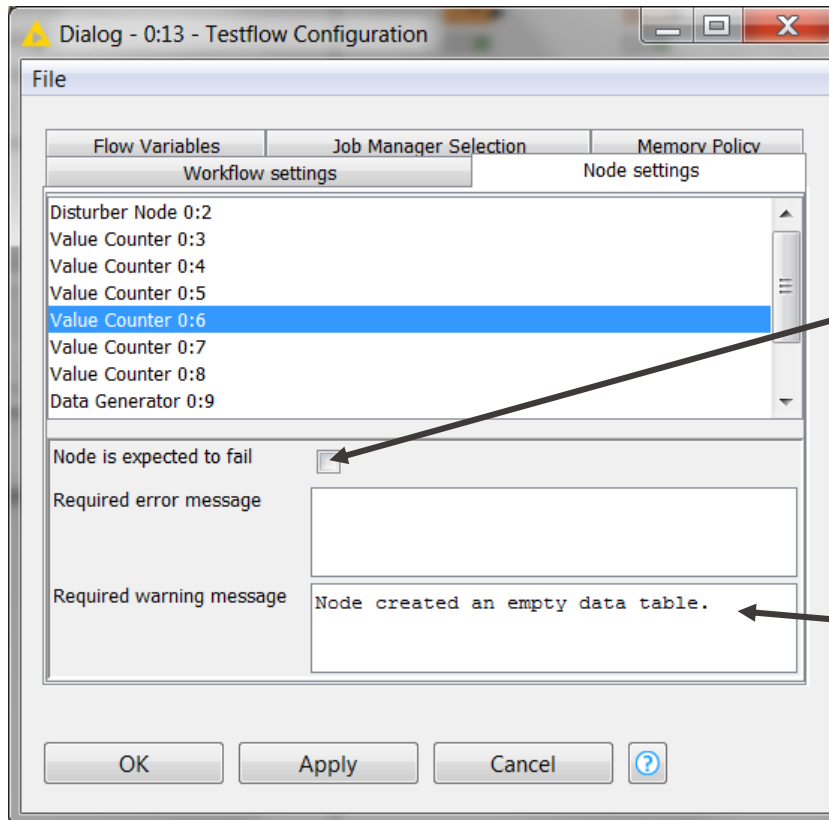 Dialog - 0:13 - Testflow Configuration
File
Flow Variables
Job Manager Selection
Memory Policy
Workflow settings
Node settings
Disturber Node 0:2
Value Counter 0:3
Value Counter 0:4
Value Counter 0:5
Value Counter 0:6
Value Counter 0:7
Value Counter 0:8
Data Generator 0:9
Node is expected to fail
Required error message
Required warning message
Node created an empty data table.
OK
Apply
Cancel
?